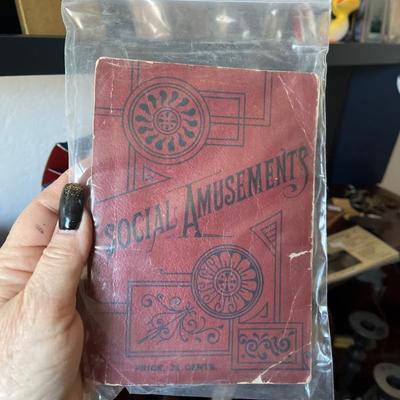 SOCIAL AMUSEMENTS
PRICE, 25 CENTS.